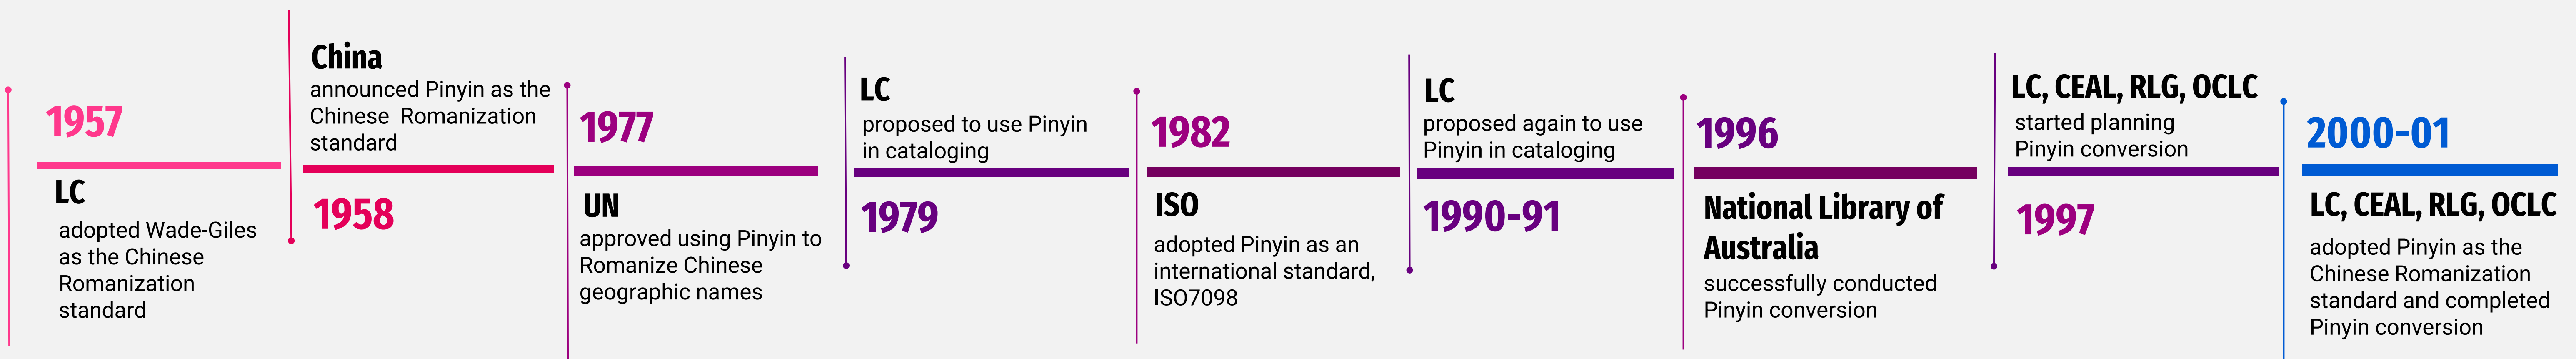 1957
LC
adopted Wade-Giles
as the Chinese
Romanization
standard
China
announced Pinyin as the
Chinese Romanization
standard
1958
1977
UN
approved using Pinyin to
Romanize Chinese
geographic names
LC
proposed to use Pinyin
in cataloging
1979
1982
ISO
adopted Pinyin as an
international standard,
ISO7098
LC
proposed again to use
Pinyin in cataloging
1990-91
1996
National Library of
Australia
successfully conducted
Pinyin conversion
LC, CEAL, RLG, OCLC
started planning
Pinyin conversion
1997
2000-01
LC, CEAL, RLG, OCLC
adopted Pinyin as the
Chinese Romanization
standard and completed
Pinyin conversion